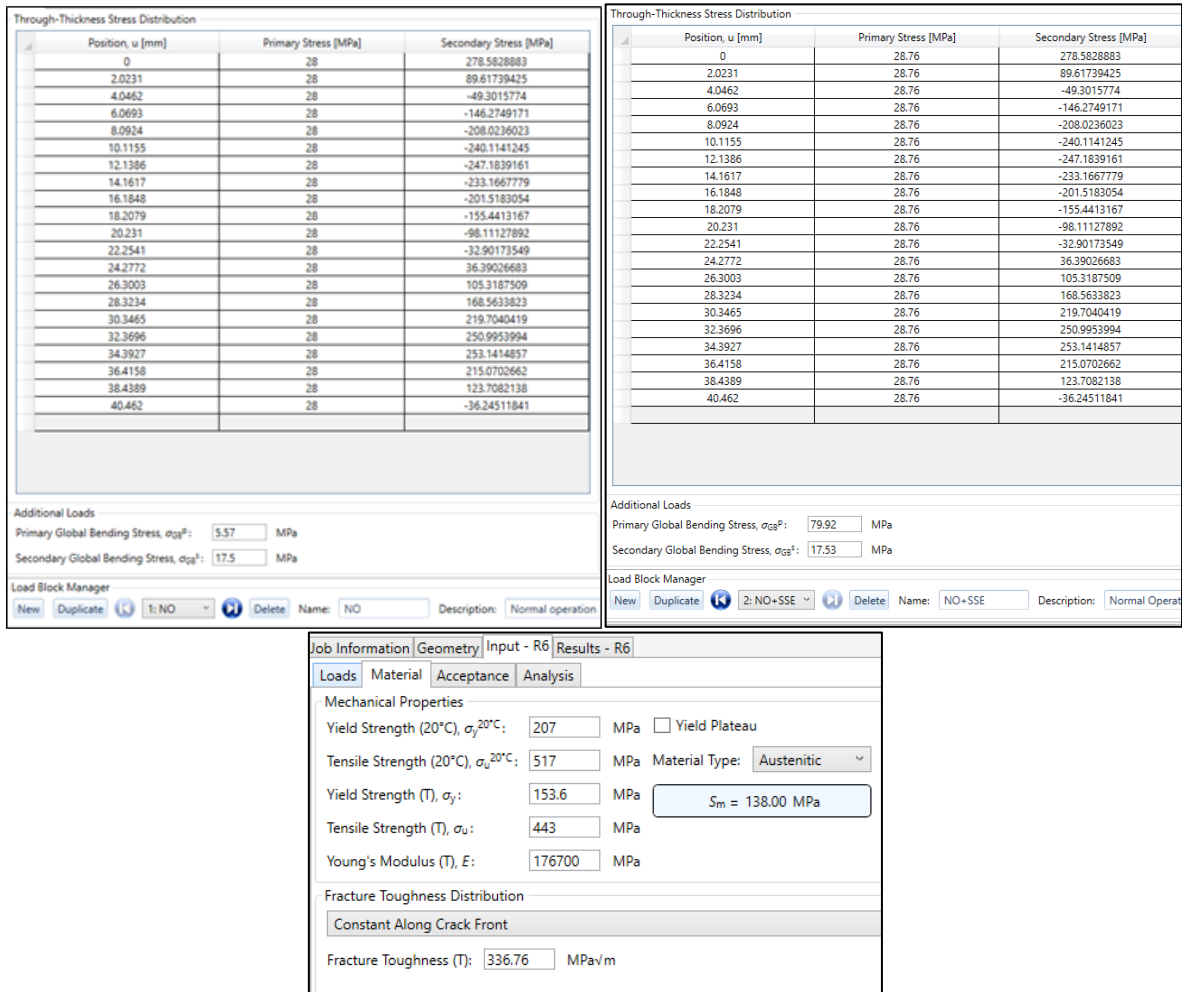 Through-Thickness Stress Distribution
Position, u [mm] Primary Stress [MPa] Secondary Stress [MPa]
0 28 278.5828883
2.0231 28 89.61739425
4.0462 28 -49.3015774
6.0693 28 -146.2749171
8.0924 28 -208.0236023
10.1155 28 -240.1141245
12.1386 28 -247.1839161
14.1617 28 -233.1667779
16.1848 28 -201.5183054
18.2079 28 -155.4413167
20.231 28 -98.11127892
22.2541 28 -32.90173549
24.2772 28 36.39026683
26.3003 28 105.3187509
28.3234 28 168.5633823
30.3465 28 219.7040419
32.3696 28 250.9953994
34.3927 28 253.1414857
36.4158 28 215.0702662
38.4389 28 123.7082138
40.462 28 -36.24511841
Additional Loads
Primary Global Bending Stress, σGBᵖ: 5.57 MPa
Secondary Global Bending Stress, σGBˢ: 17.5 MPa
Load Block Manager
New Duplicate 1: NO Delete Name: NO Description: Normal operation
Through-Thickness Stress Distribution
Position, u [mm] Primary Stress [MPa] Secondary Stress [MPa]
0 28.76 278.5828883
2.0231 28.76 89.61739425
4.0462 28.76 -49.3015774
6.0693 28.76 -146.2749171
8.0924 28.76 -208.0236023
10.1155 28.76 -240.1141245
12.1386 28.76 -247.1839161
14.1617 28.76 -233.1667779
16.1848 28.76 -201.5183054
18.2079 28.76 -155.4413167
20.231 28.76 -98.11127892
22.2541 28.76 -32.90173549
24.2772 28.76 36.39026683
26.3003 28.76 105.3187509
28.3234 28.76 168.5633823
30.3465 28.76 219.7040419
32.3696 28.76 250.9953994
34.3927 28.76 253.1414857
36.4158 28.76 215.0702662
38.4389 28.76 123.7082138
40.462 28.76 -36.24511841
Additional Loads
Primary Global Bending Stress, σGBᵖ: 79.92 MPa
Secondary Global Bending Stress, σGBˢ: 17.53 MPa
Load Block Manager
New Duplicate 2: NO+SSE Delete Name: NO+SSE Description: Normal Operat
Job Information Geometry Input - R6 Results - R6
Loads Material Acceptance Analysis
Mechanical Properties
Yield Strength (20°C), σy²⁰°ᶜ: 207 MPa Yield Plateau
Tensile Strength (20°C), σu²⁰°ᶜ: 517 MPa Material Type: Austenitic
Yield Strength (T), σy: 153.6 MPa Sm = 138.00 MPa
Tensile Strength (T), σu: 443 MPa
Young's Modulus (T), E: 176700 MPa
Fracture Toughness Distribution
Constant Along Crack Front
Fracture Toughness (T): 336.76 MPa√m